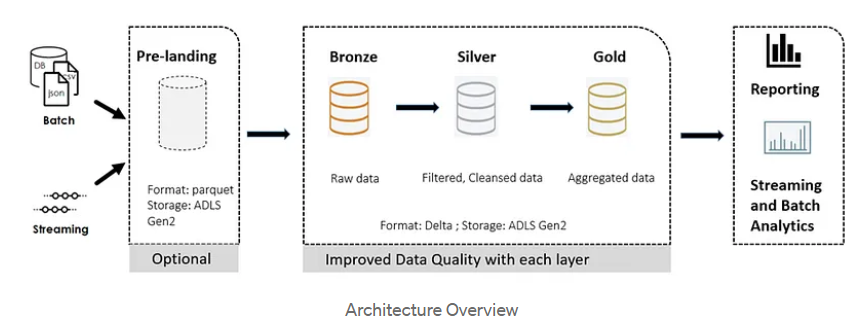 DB
CSV
json
Batch
Streaming
Pre-landing
Format: parquet
Storage: ADLS
Gen2
Optional
Bronze
Silver
Gold
Raw data
Filtered, Cleansed data
Aggregated data
Format: Delta ; Storage: ADLS Gen2
Improved Data Quality with each layer
Reporting
Streaming
and Batch
Analytics
Architecture Overview